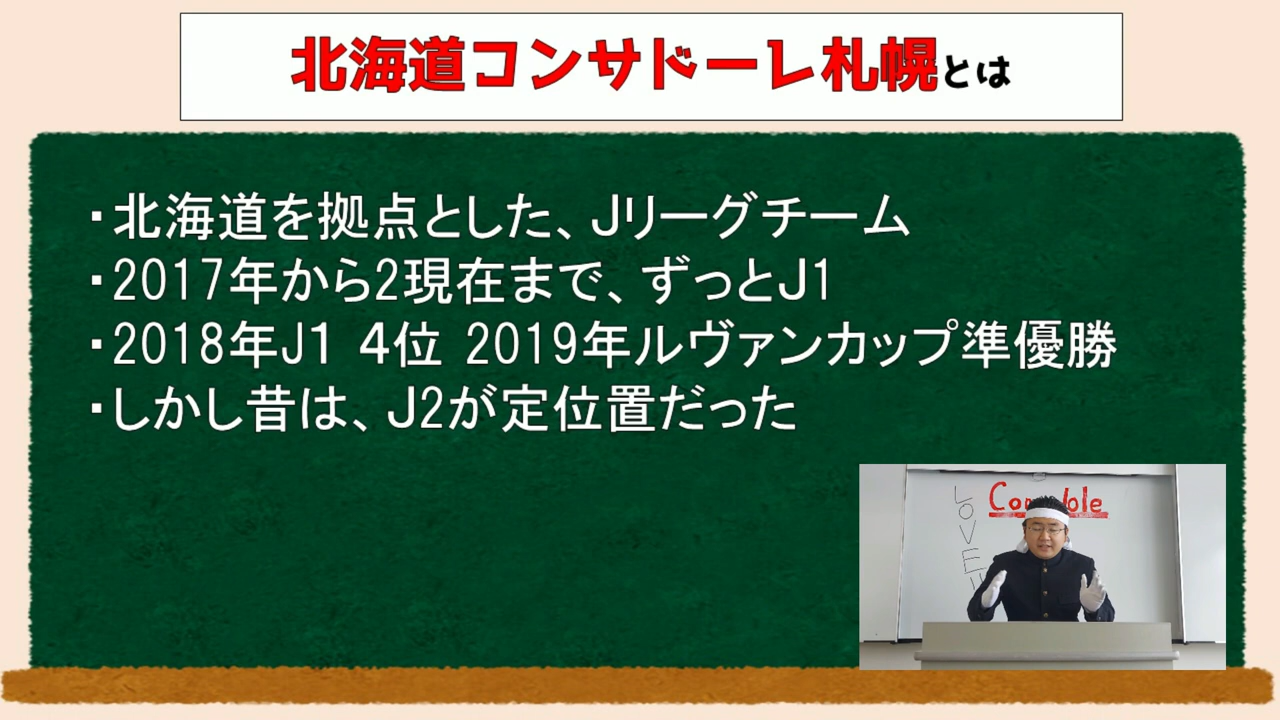 北海道コンサドーレ札幌とは
・北海道を拠点とした、Jリーグチーム
・2017年から2現在まで、ずっとJ1
・2018年J1 4位 2019年ルヴァンカップ準優勝
・しかし昔は、J2が定位置だった
LOVE